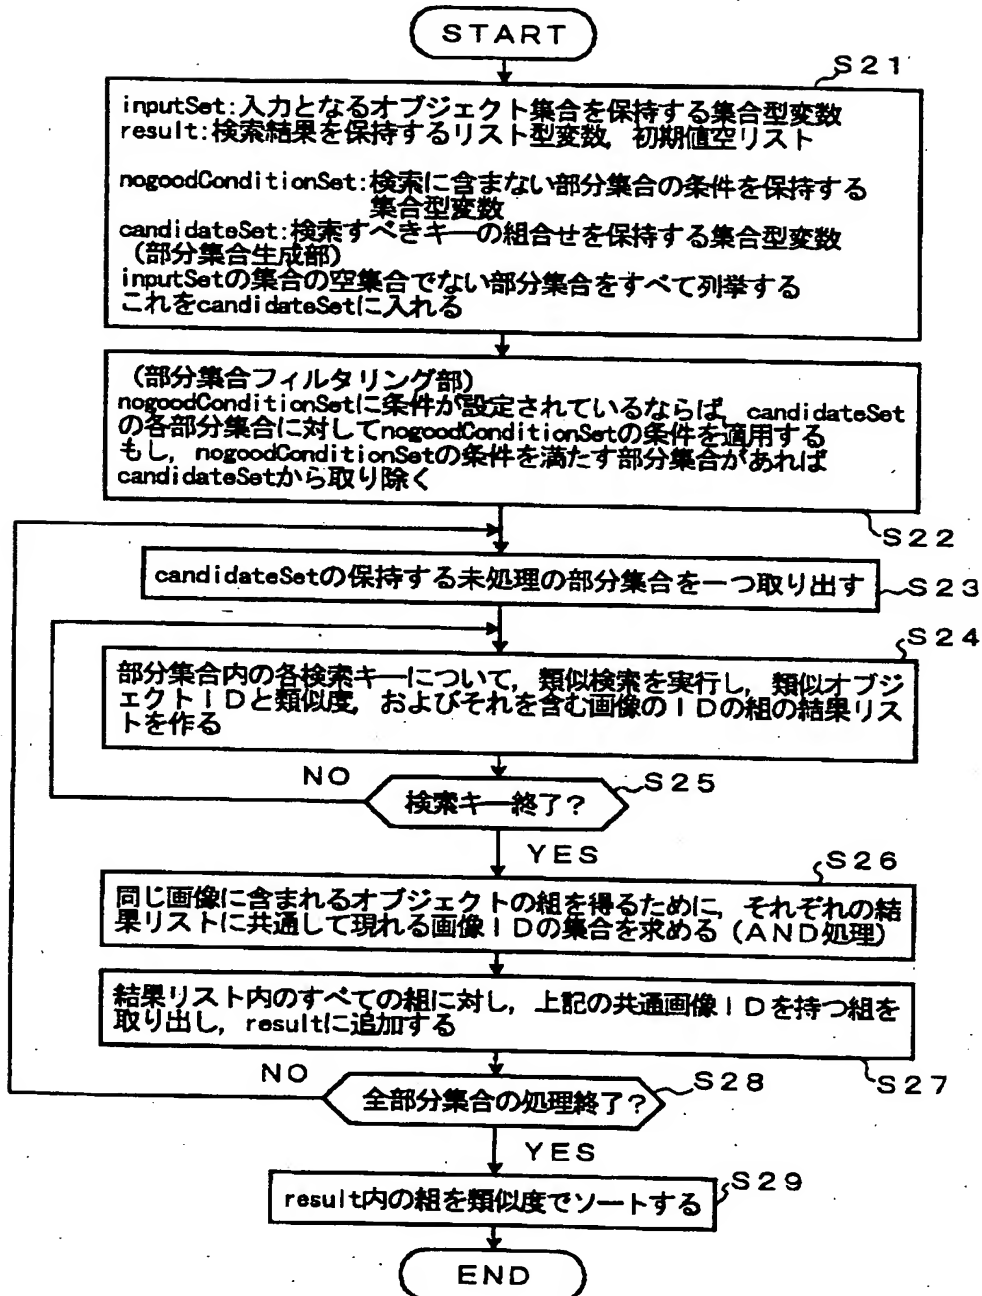 START
S21
inputSet:入力となるオブジェクト集合を保持する集合型変数
result:検索結果を保持するリスト型変数, 初期値空リスト
nogoodConditionSet:検索に含まない部分集合の条件を保持する
集合型変数
candidateSet:検索すべきキーの組合せを保持する集合型変数
(部分集合生成部)
inputSetの集合の空集合でない部分集合をすべて列挙する
これをcandidateSetに入れる
(部分集合フィルタリング部)
nogoodConditionSetに条件が設定されているならば, candidateSet
の各部分集合に対してnogoodConditionSetの条件を適用する
もし, nogoodConditionSetの条件を満たす部分集合があれば
candidateSetから取り除く
S22
candidateSetの保持する未処理の部分集合を一つ取り出す
S23
S24
部分集合内の各検索キーについて, 類似検索を実行し, 類似オブジ
ェクトIDと類似度, およびそれを含む画像のIDの組の結果リス
トを作る
NO
検索キー終了?
S25
YES
S26
同じ画像に含まれるオブジェクトの組を得るために, それぞれの結
果リストに共通して現れる画像IDの集合を求める (AND処理)
結果リスト内のすべての組に対し, 上記の共通画像IDを持つ組を
取り出し, resultに追加する
S27
NO
全部分集合の処理終了?
S28
YES
result内の組を類似度でソートする
S29
END